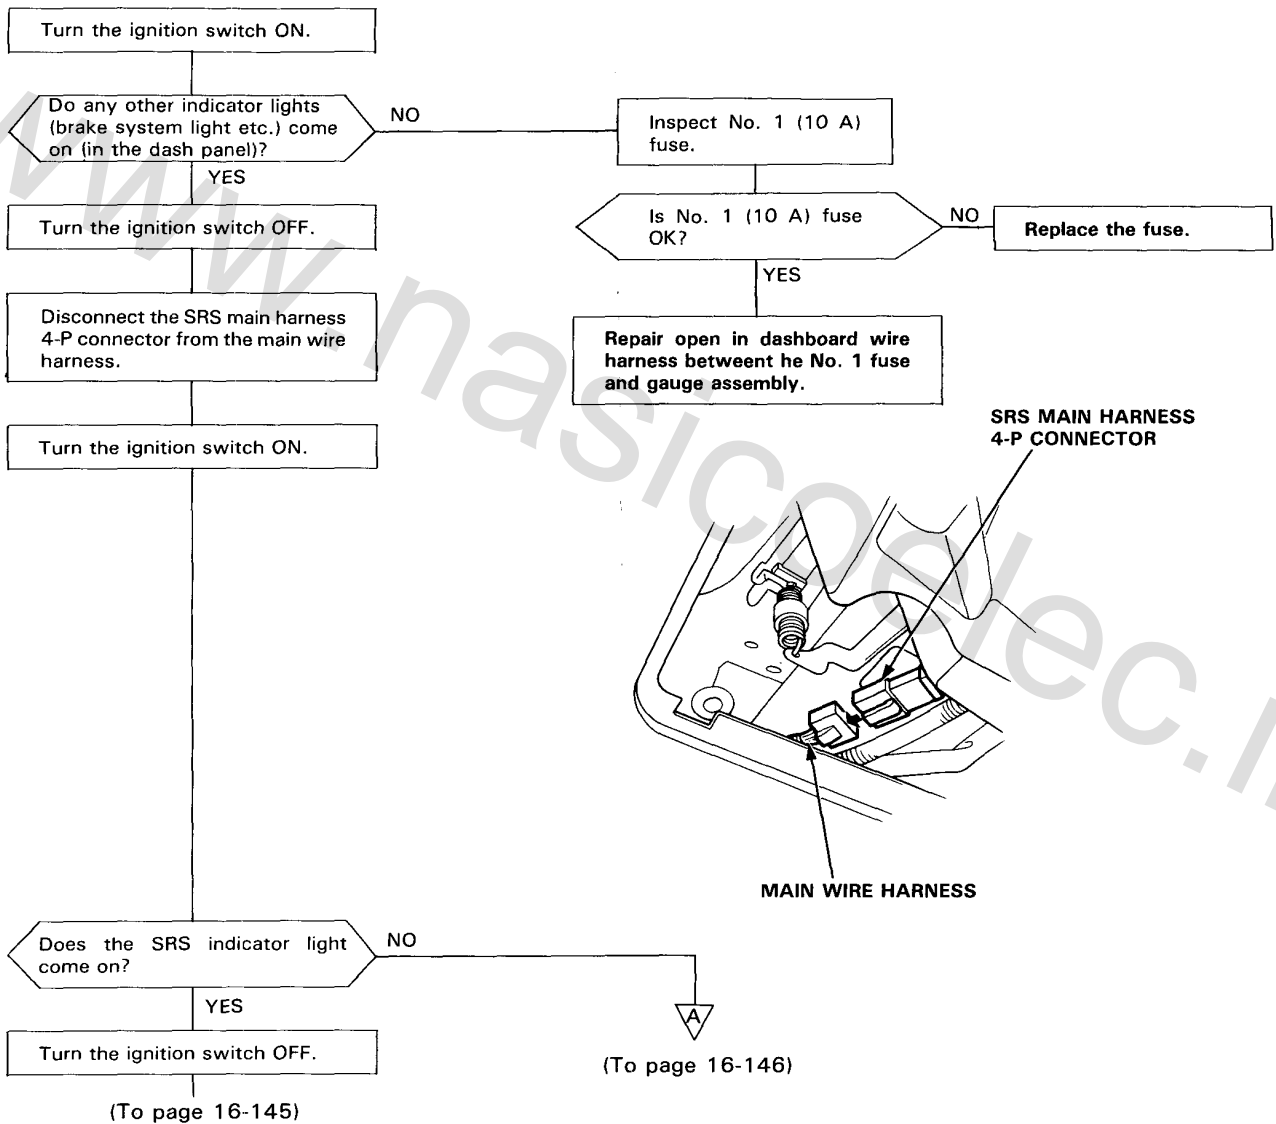 Turn the ignition switch ON.
Do any other indicator lights
(brake system light etc.) come
on (in the dash panel)?
NO
YES
Inspect No. 1 (10 A)
fuse.
Is No. 1 (10 A) fuse
OK?
NO
Replace the fuse.
YES
Repair open in dashboard wire
harness betweent he No. 1 fuse
and gauge assembly.
Turn the ignition switch OFF.
Disconnect the SRS main harness
4-P connector from the main wire
harness.
Turn the ignition switch ON.
SRS MAIN HARNESS
4-P CONNECTOR
MAIN WIRE HARNESS
Does the SRS indicator light
come on?
NO
A
(To page 16-146)
YES
Turn the ignition switch OFF.
(To page 16-145)